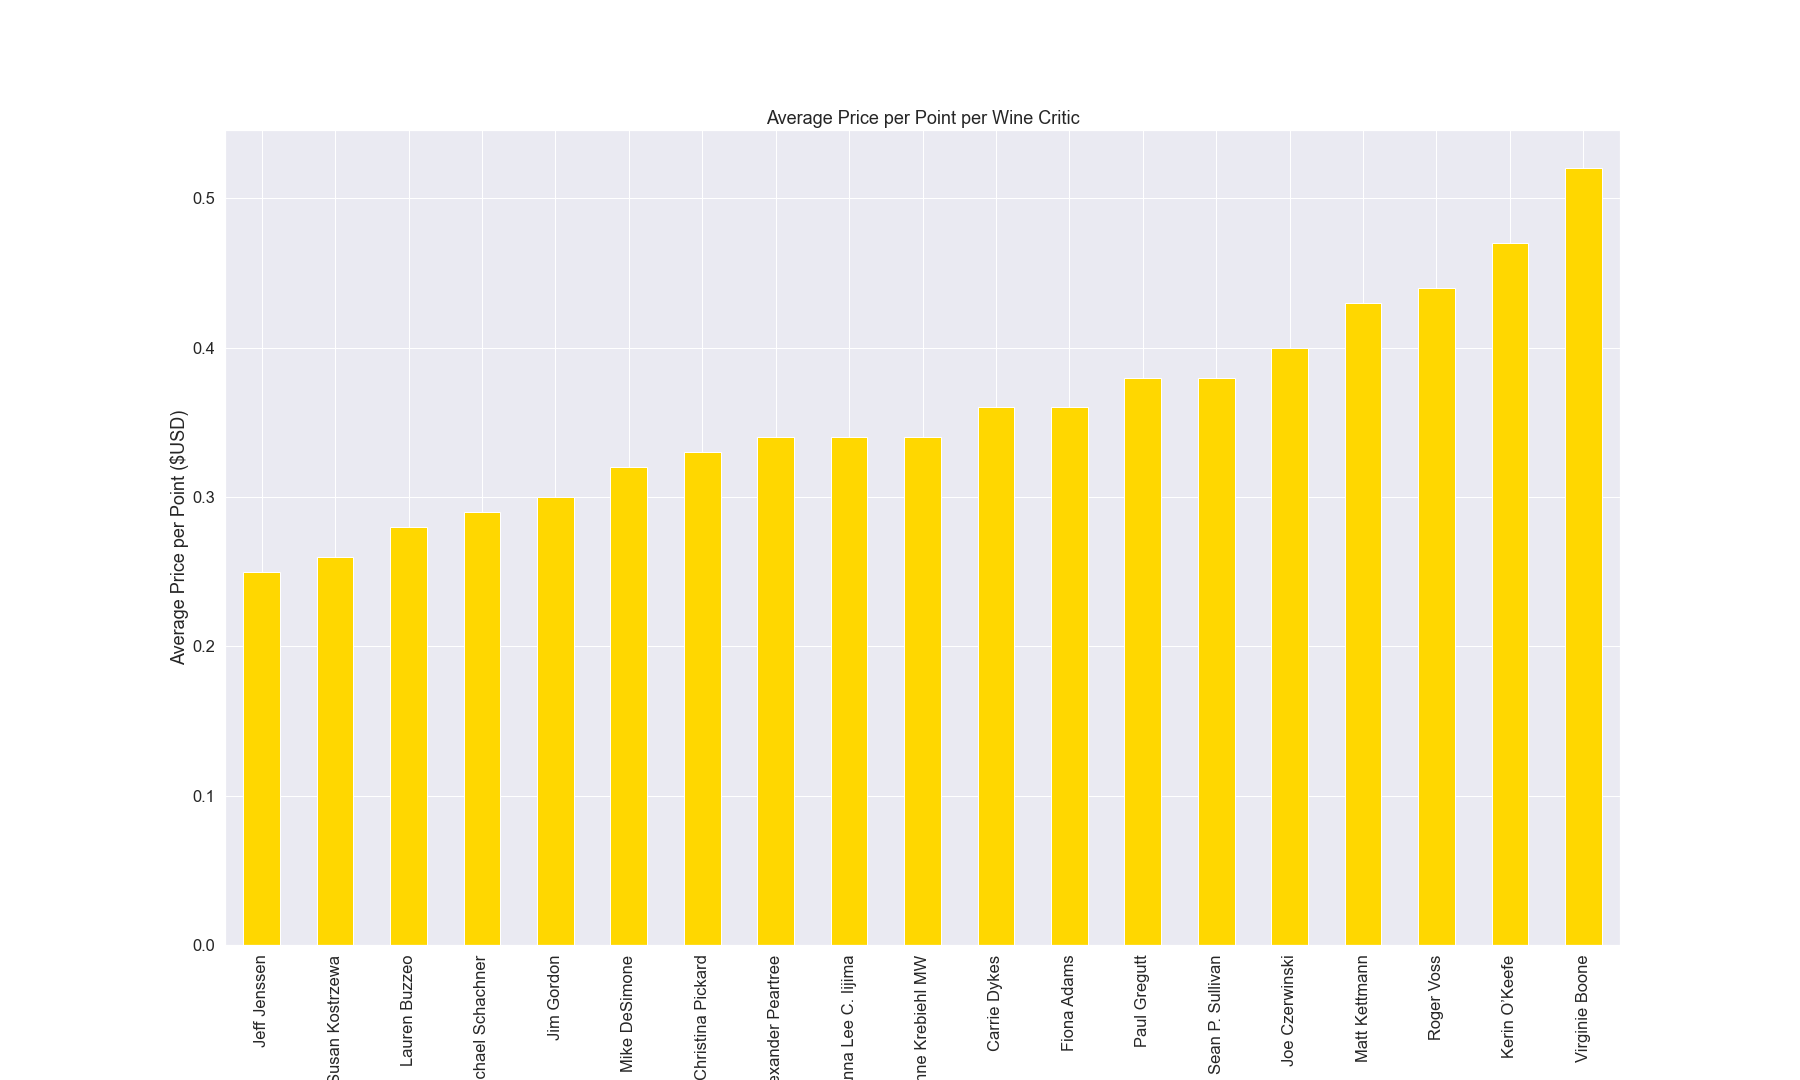 Average Price per Point per Wine Critic
Average Price per Point ($USD)
0.5
0.4
0.3
0.2
0.1
0.0
Jeff Jenssen
Susan Kostrzewa
Lauren Buzzeo
chael Schachner
Jim Gordon
Mike DeSimone
Christina Pickard
exander Peartree
nna Lee C. Iijima
nne Krebiehl MW
Carrie Dykes
Fiona Adams
Paul Gregutt
Sean P. Sullivan
Joe Czerwinski
Matt Kettmann
Roger Voss
Kerin O'Keefe
Virginie Boone